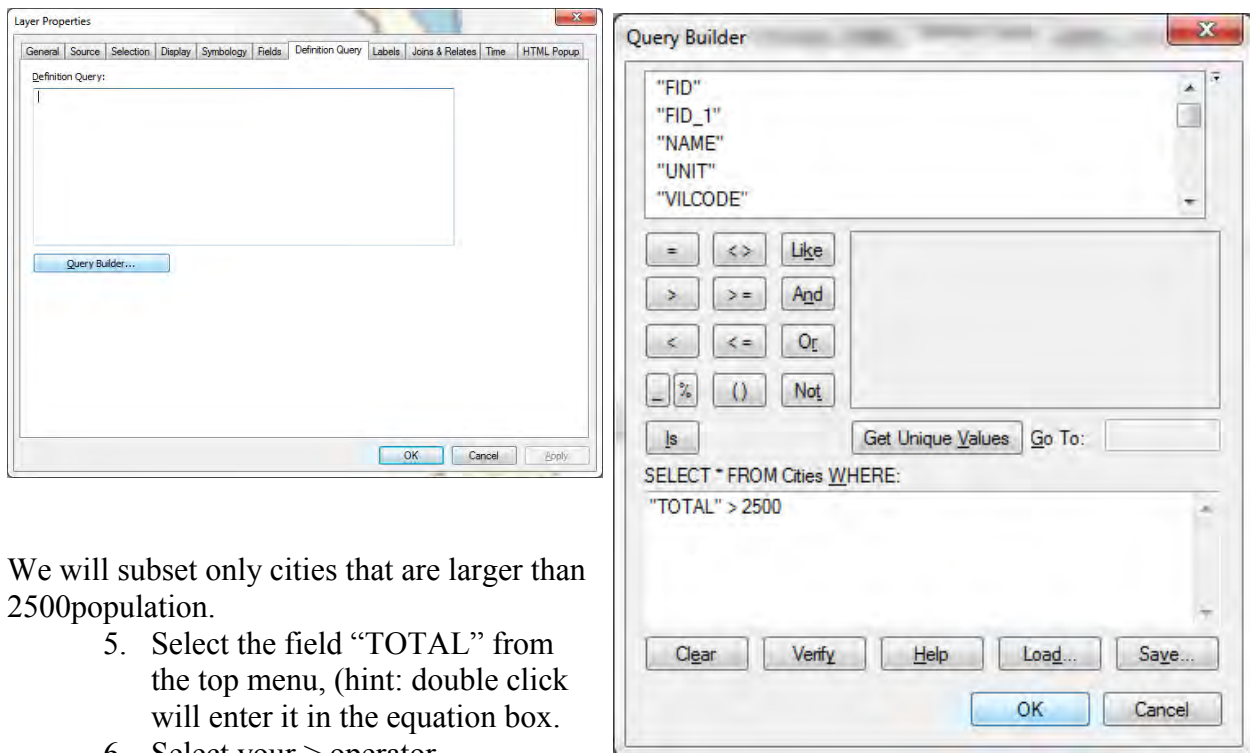 Layer Properties
General Source Selection Display Symbology Fields Definition Query Labels Joins & Relates Time HTML Popup
Definition Query:
Query Builder...
OK Cancel Apply
Query Builder
"FID"
"FID_1"
"NAME"
"UNIT"
"VILCODE"
= <> Like
> >= And
< <= Or
_ % () Not
Is Get Unique Values Go To:
SELECT * FROM Cities WHERE:
"TOTAL" > 2500
Clear Verify Help Load... Save...
OK Cancel
We will subset only cities that are larger than
2500population.
5. Select the field “TOTAL” from
the top menu, (hint: double click
will enter it in the equation box.
6. Select your > operator